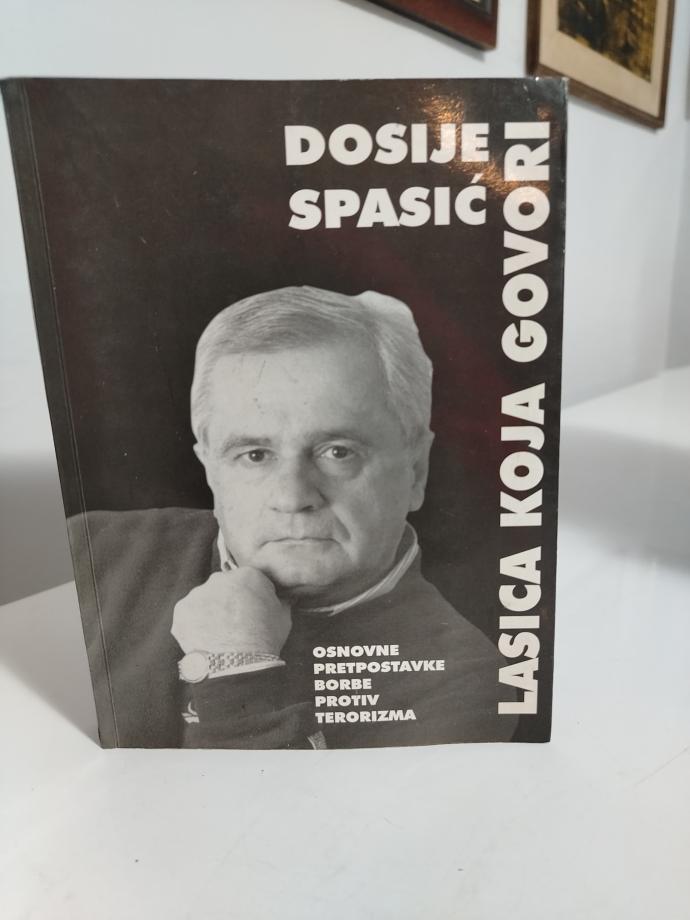 DOSIJE
SPASIĆ
LASICA KOJA GOVORI
OSNOVNE
PRETPOSTAVKE
BORBE
PROTIV
TERORIZMA